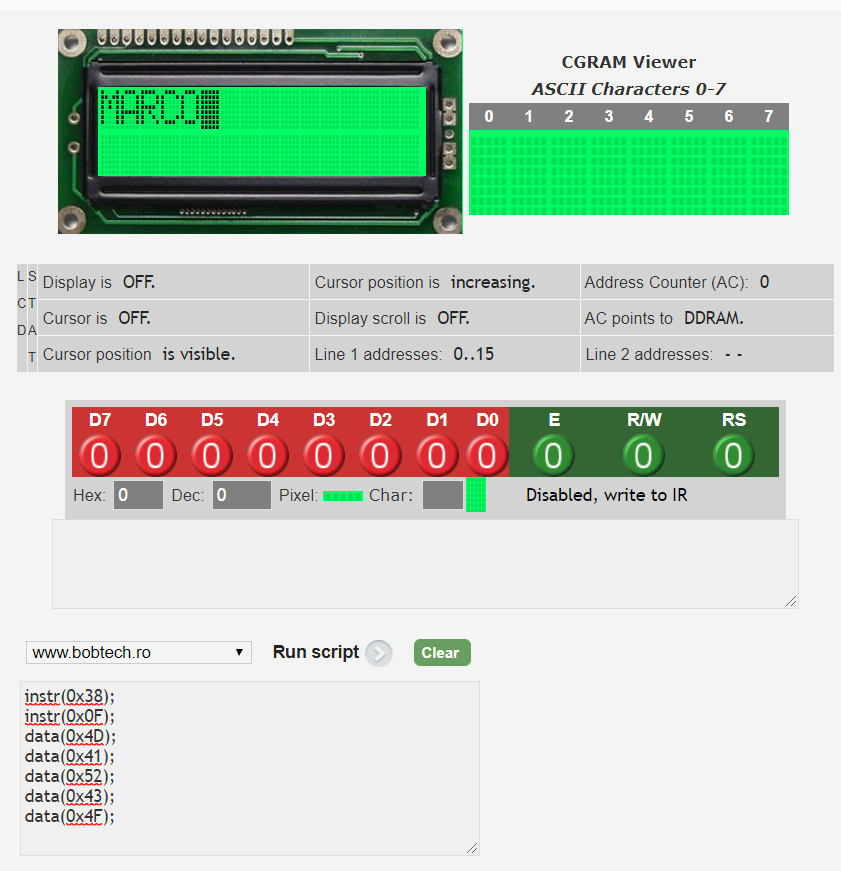 MARCO
CGRAM Viewer
ASCII Characters 0-7
0 1 2 3 4 5 6 7
L S
C T
D A
T
Display is OFF. Cursor position is increasing. Address Counter (AC): 0
Cursor is OFF. Display scroll is OFF. AC points to DDRAM.
Cursor position is visible. Line 1 addresses: 0..15 Line 2 addresses: - -
D7 D6 D5 D4 D3 D2 D1 D0 E R/W RS
0 0 0 0 0 0 0 0 0 0 0
Hex: 0 Dec: 0 Pixel: Char: Disabled, write to IR
www.bobtech.ro Run script Clear
instr(0x38);
instr(0x0F);
data(0x4D);
data(0x41);
data(0x52);
data(0x43);
data(0x4F);